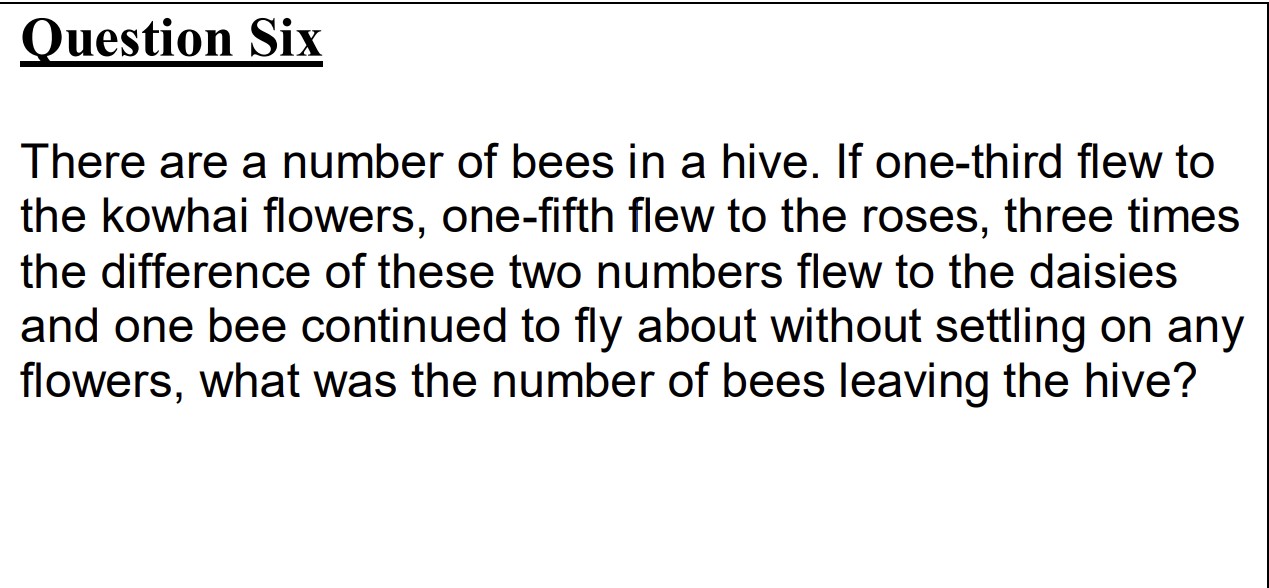 Question Six
There are a number of bees in a hive. If one-third flew to
the kowhai flowers, one-fifth flew to the roses, three times
the difference of these two numbers flew to the daisies
and one bee continued to fly about without settling on any
flowers, what was the number of bees leaving the hive?